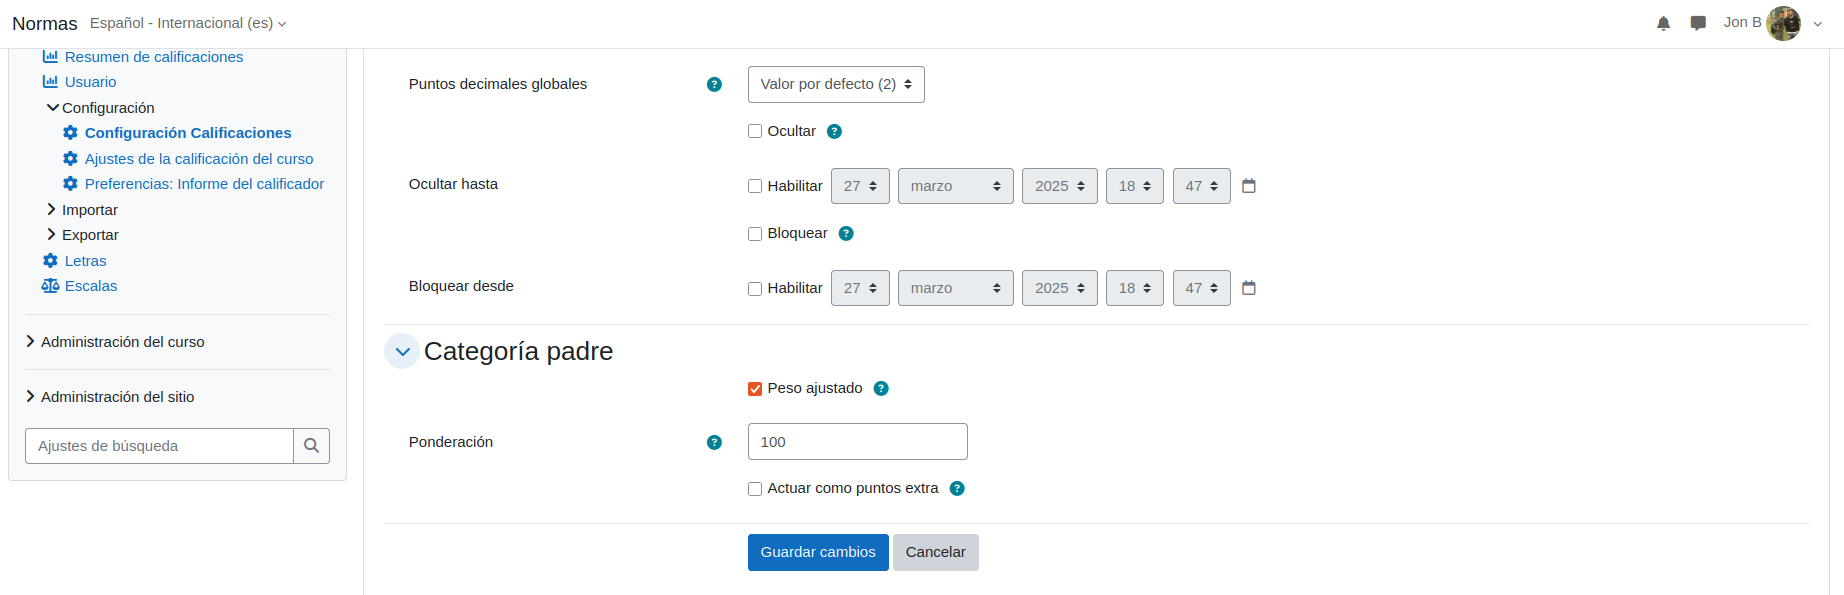 Normas Español - Internacional (es) Jon B
Resumen de calificaciones
Usuario
Configuración
Configuración Calificaciones
Ajustes de la calificación del curso
Preferencias: Informe del calificador
Importar
Exportar
Letras
Escalas
Administración del curso
Administración del sitio
Ajustes de búsqueda
Puntos decimales globales ? Valor por defecto (2)
Ocultar ?
Ocultar hasta Habilitar 27 marzo 2025 18 47
Bloquear ?
Bloquear desde Habilitar 27 marzo 2025 18 47
Categoría padre
Peso ajustado ?
Ponderación ? 100
Actuar como puntos extra ?
Guardar cambios Cancelar